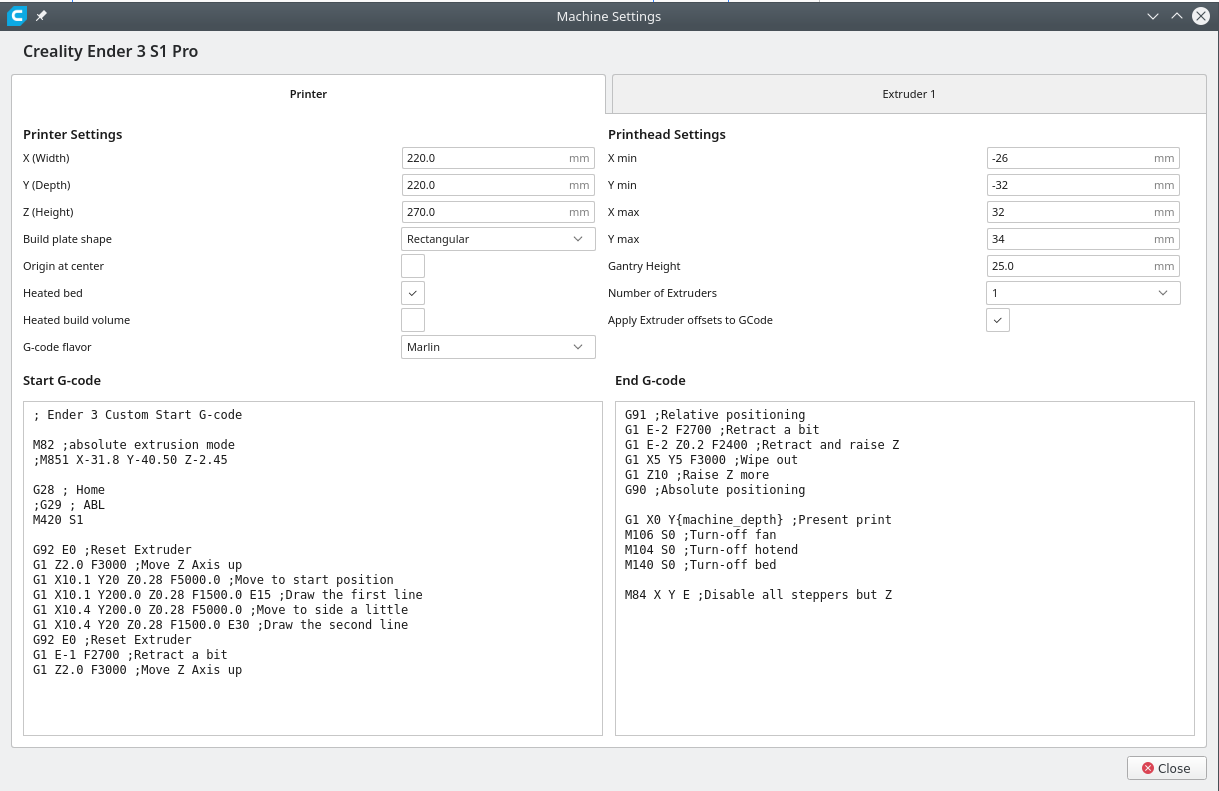 Machine Settings
Creality Ender 3 S1 Pro
Printer
Extruder 1
Printer Settings
X (Width)
220.0 mm
Y (Depth)
220.0 mm
Z (Height)
270.0 mm
Build plate shape
Rectangular
Origin at center
Heated bed
Heated build volume
G-code flavor
Marlin
Printhead Settings
X min
-26 mm
Y min
-32 mm
X max
32 mm
Y max
34 mm
Gantry Height
25.0 mm
Number of Extruders
1
Apply Extruder offsets to GCode
Start G-code
; Ender 3 Custom Start G-code
M82 ;absolute extrusion mode
;M851 X-31.8 Y-40.50 Z-2.45
G28 ; Home
;G29 ; ABL
M420 S1
G92 E0 ;Reset Extruder
G1 Z2.0 F3000 ;Move Z Axis up
G1 X10.1 Y20 Z0.28 F5000.0 ;Move to start position
G1 X10.1 Y200.0 Z0.28 F1500.0 E15 ;Draw the first line
G1 X10.4 Y200.0 Z0.28 F5000.0 ;Move to side a little
G1 X10.4 Y20 Z0.28 F1500.0 E30 ;Draw the second line
G92 E0 ;Reset Extruder
G1 E-1 F2700 ;Retract a bit
G1 Z2.0 F3000 ;Move Z Axis up
End G-code
G91 ;Relative positioning
G1 E-2 F2700 ;Retract a bit
G1 E-2 Z0.2 F2400 ;Retract and raise Z
G1 X5 Y5 F3000 ;Wipe out
G1 Z10 ;Raise Z more
G90 ;Absolute positioning
G1 X0 Y{machine_depth} ;Present print
M106 S0 ;Turn-off fan
M104 S0 ;Turn-off hotend
M140 S0 ;Turn-off bed
M84 X Y E ;Disable all steppers but Z
Close